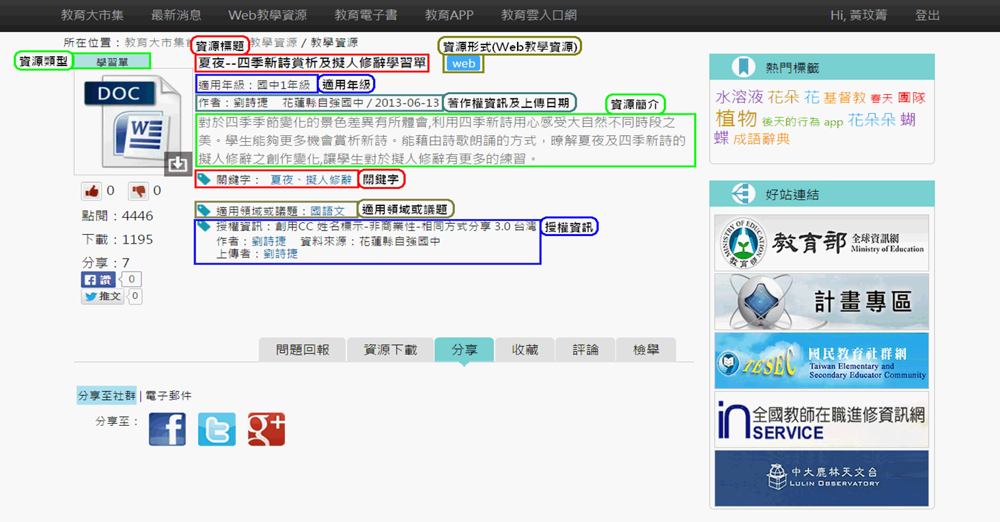 教育大市集 最新消息 Web教學資源 教育電子書 教育APP 教育雲入口網 Hi, 黃玟菁 登出
所在位置：教育大市集 教學資源 / 教學資源
資源標題
資源形式(Web教學資源)
資源類型
學習單
夏夜--四季新詩賞析及擬人修辭學習單
web
適用年級：國中1年級
適用年級
作者：劉詩捷 花蓮縣自強國中 / 2013-06-13
著作權資訊及上傳日期
資源簡介
對於四季季節變化的景色差異有所體會,利用四季新詩用心感受大自然不同時段之
美。學生能夠更多機會賞析新詩。能藉由詩歌朗誦的方式，瞭解夏夜及四季新詩的
擬人修辭之創作變化,讓學生對於擬人修辭有更多的練習。
DOC
W
關鍵字： 夏夜、擬人修辭
關鍵字
適用領域或議題：國語文
適用領域或議題
授權資訊：創用CC 姓名標示-非商業性-相同方式分享 3.0 台灣
授權資訊
作者：劉詩捷 資料來源：花蓮縣自強國中
上傳者：劉詩捷
0 0
點閱：4446
下載：1195
分享：7
讚 0
推文 0
問題回報 資源下載 分享 收藏 評論 檢舉
分享至社群 | 電子郵件
分享至：
f t g+
熱門標籤
水溶液 花朵 花 基督教 春天 團隊
植物 後天的行為 app 花朵朵 蝴
蝶 成語辭典
好站連結
MINISTRY OF EDUCATION
教育部
教育部 全球資訊網
Ministry of Education
計畫專區
TESEC 國民教育社群網
Taiwan Elementary and
Secondary Educator Community
in 全國教師在職進修資訊網
SERVICE
中大鹿林天文台
LULIN OBSERVATORY